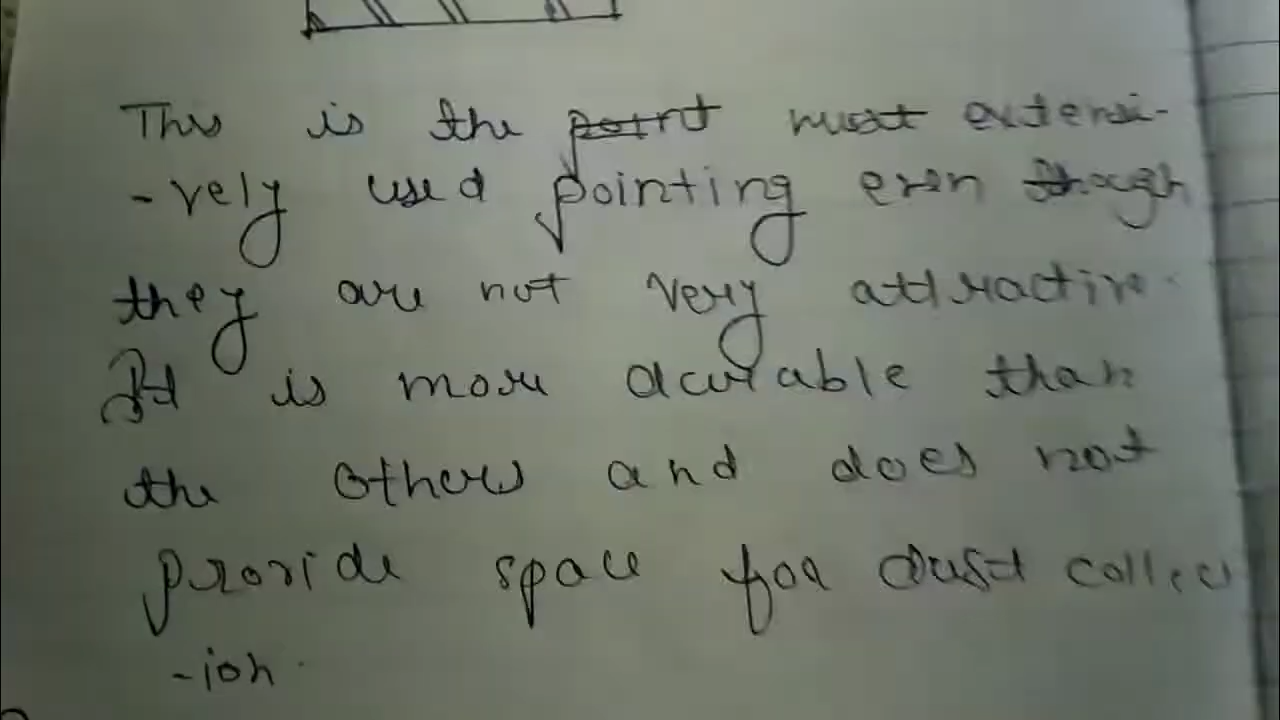 This is the point most extensi-
-vely used pointing even though
they are not very attractive.
It is more durable than
the others and does not
provide space for dust collect
-ion.